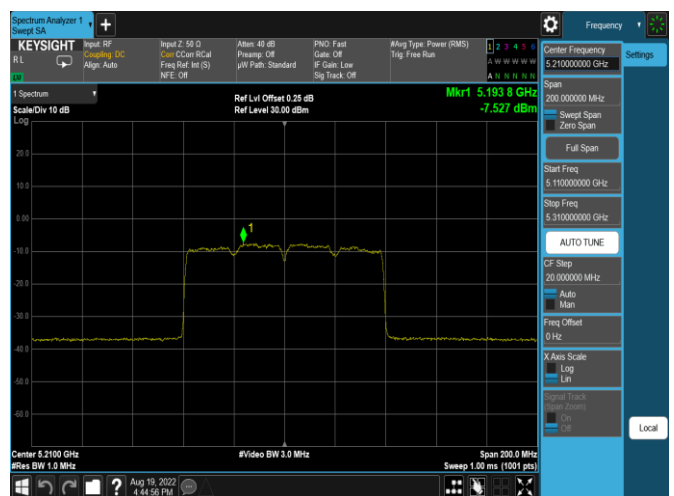 Spectrum Analyzer 1
Swept SA
Frequency
KEYSIGHT
R L
Input: RF
Coupling: DC
Align: Auto
Input Z: 50 Ω
Corr CCorr RCal
Freq Ref: Int (S)
NFE: Off
Atten: 40 dB
Preamp: Off
µW Path: Standard
PNO: Fast
Gate: Off
IF Gain: Low
Sig Track: Off
#Avg Type: Power (RMS)
Trig: Free Run
1 2 3 4 5 6
A W W W W W
A N N N N N
1 Spectrum
Scale/Div 10 dB
Log
Ref Lvl Offset 0.25 dB
Ref Level 30.00 dBm
Mkr1 5.193 8 GHz
-7.527 dBm
20.0
10.0
0.00
-10.0
-20.0
-30.0
-40.0
-50.0
-60.0
1
Center 5.2100 GHz
#Res BW 1.0 MHz
#Video BW 3.0 MHz
Span 200.0 MHz
Sweep 1.00 ms (1001 pts)
Aug 19, 2022
4:44:56 PM
Center Frequency
5.210000000 GHz
Span
200.000000 MHz
Swept Span
Zero Span
Full Span
Start Freq
5.110000000 GHz
Stop Freq
5.310000000 GHz
AUTO TUNE
CF Step
20.000000 MHz
Auto
Man
Freq Offset
0 Hz
X Axis Scale
Log
Lin
Signal Track
(Span Zoom)
On
Off
Settings
Local